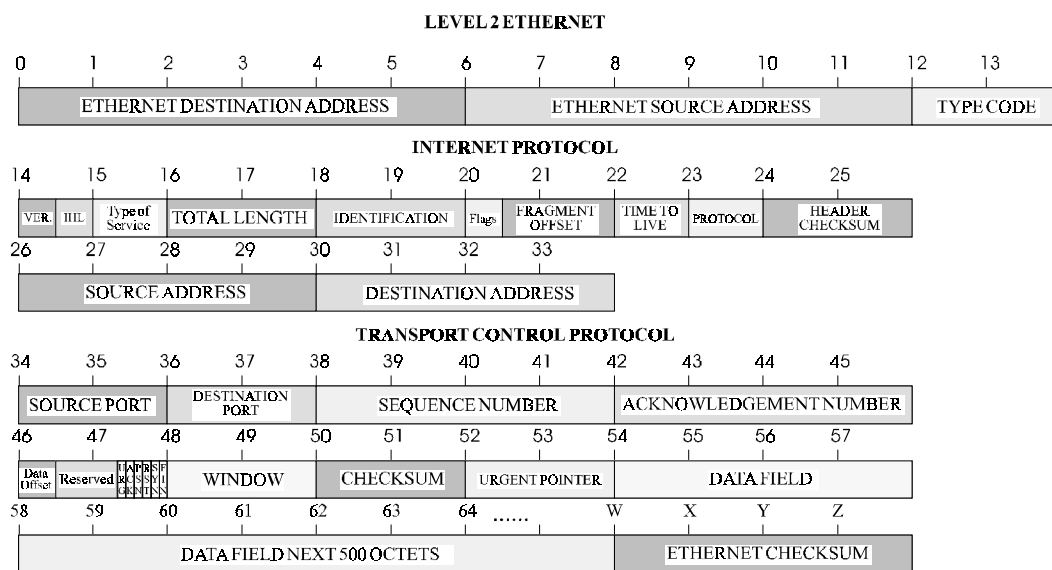 LEVEL 2 ETHERNET
0 1 2 3 4 5 6 7 8 9 10 11 12 13
ETHERNET DESTINATION ADDRESS ETHERNET SOURCE ADDRESS TYPE CODE
INTERNET PROTOCOL
14 15 16 17 18 19 20 21 22 23 24 25
VER. IHL Type of Service TOTAL LENGTH IDENTIFICATION Flags FRAGMENT OFFSET TIME TO LIVE PROTOCOL HEADER CHECKSUM
26 27 28 29 30 31 32 33
SOURCE ADDRESS DESTINATION ADDRESS
TRANSPORT CONTROL PROTOCOL
34 35 36 37 38 39 40 41 42 43 44 45
SOURCE PORT DESTINATION PORT SEQUENCE NUMBER ACKNOWLEDGEMENT NUMBER
46 47 48 49 50 51 52 53 54 55 56 57
Data Offset Reserved URG ACK RST SYN FIN WINDOW CHECKSUM URGENT POINTER DATA FIELD
58 59 60 61 62 63 64 ...... W X Y Z
DATA FIELD NEXT 500 OCTETS ETHERNET CHECKSUM